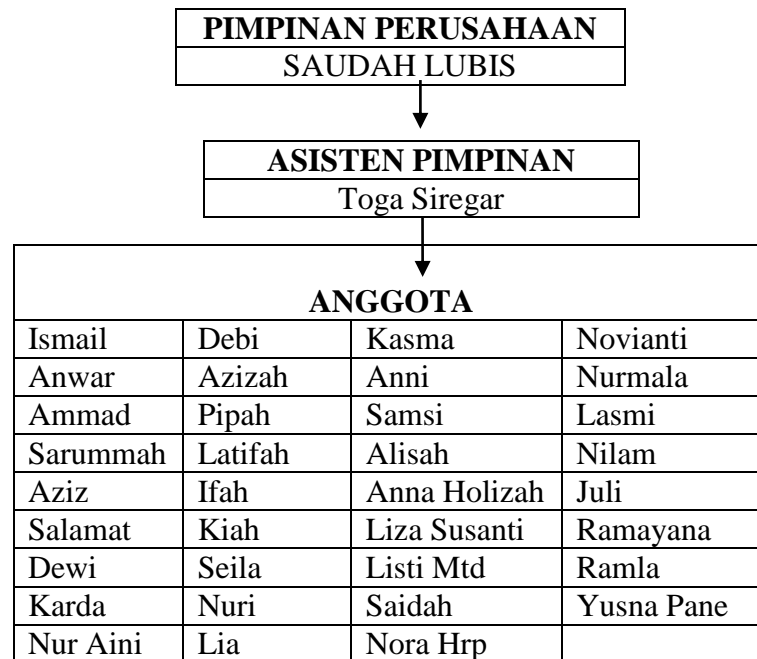 PIMPINAN PERUSAHAAN
SAUDAH LUBIS
ASISTEN PIMPINAN
Toga Siregar
ANGGOTA
Ismail Debi Kasma Novianti
Anwar Azizah Anni Nurmala
Ammad Pipah Samsi Lasmi
Sarummah Latifah Alisah Nilam
Aziz Ifah Anna Holizah Juli
Salamat Kiah Liza Susanti Ramayana
Dewi Seila Listi Mtd Ramla
Karda Nuri Saidah Yusna Pane
Nur Aini Lia Nora Hrp